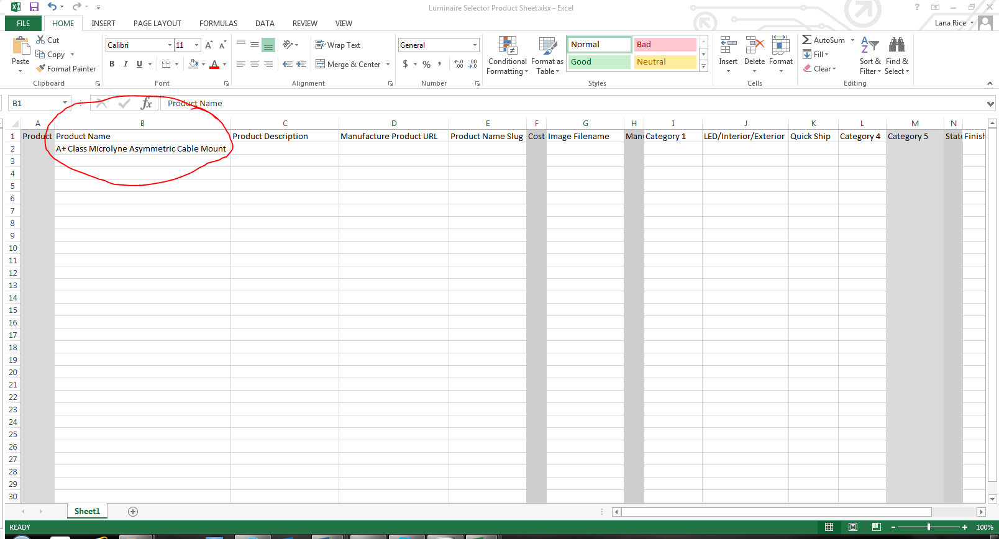 Luminaire Selector Product Sheet.xlsx - Excel
?
FILE HOME INSERT PAGE LAYOUT FORMULAS DATA REVIEW VIEW
Lana Rice
Paste
Cut
Copy
Format Painter
Clipboard
Calibri 11 A A
B I U A
Font
Wrap Text
Merge & Center
Alignment
General
$ % , .00 .00
Number
Conditional Formatting
Format as Table
Normal Bad
Good Neutral
Styles
Insert Delete Format
Cells
AutoSum
Fill
Clear
Sort & Filter
Find & Select
Editing
B1 fx Product Name
A B C D E F G H I J K L M N
1 Product Product Name Product Description Manufacture Product URL Product Name Slug Cost Image Filename Manu Category 1 LED/Interior/Exterior Quick Ship Category 4 Category 5 Statu Finish
2 A+ Class Microlyne Asymmetric Cable Mount
3
4
5
6
7
8
9
10
11
12
13
14
15
16
17
18
19
20
21
22
23
24
25
26
27
28
29
30
Sheet1
READY
100%